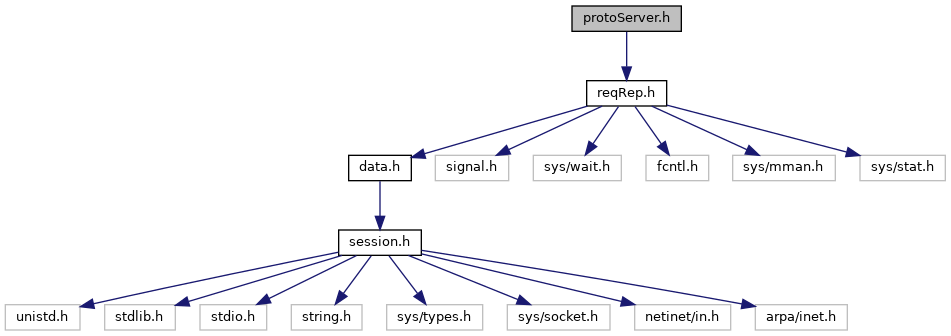 protoServer.h
reqRep.h
data.h
signal.h
sys/wait.h
fcntl.h
sys/mman.h
sys/stat.h
session.h
unistd.h
stdlib.h
stdio.h
string.h
sys/types.h
sys/socket.h
netinet/in.h
arpa/inet.h